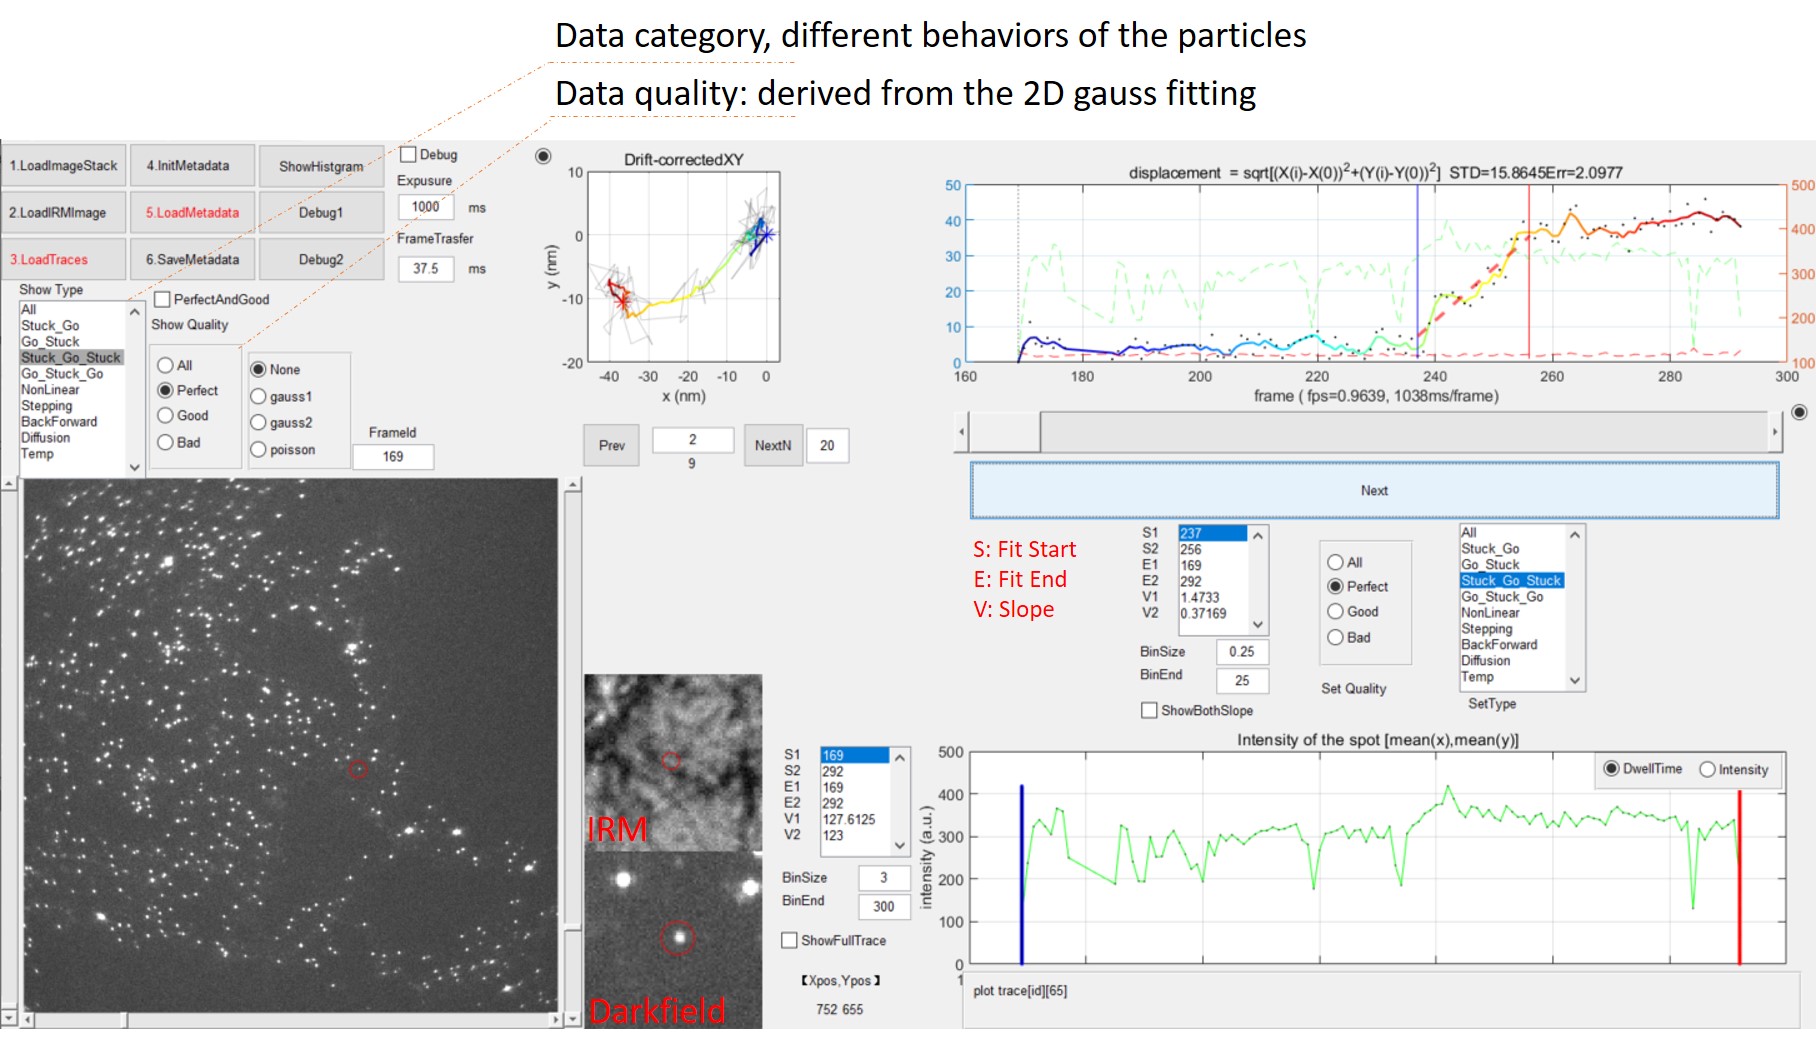 Data category, different behaviors of the particles
Data quality: derived from the 2D gauss fitting
1.LoadImageStack
4.InitMetadata
ShowHistgram
2.LoadIRMImage
5.LoadMetadata
Debug1
3.LoadTraces
6.SaveMetadata
Debug2
Debug
Expusure
1000 ms
FrameTrasfer
37.5 ms
Show Type
All
Stuck_Go
Go_Stuck
Stuck_Go_Stuck
Go_Stuck_Go
NonLinear
Stepping
BackForward
Diffusion
Temp
PerfectAndGood
Show Quality
All
Perfect
Good
Bad
None
gauss1
gauss2
poisson
FrameId
169
Drift-correctedXY
10
0
-10
-20
y (nm)
-40 -30 -20 -10 0
x (nm)
Prev
2
9
NextN
20
displacement = sqrt[(X(i)-X(0))²+(Y(i)-Y(0))²] STD=15.8645Err=2.0977
50
40
30
20
10
0
500
400
300
200
100
160 180 200 220 240 260 280 300
frame ( fps=0.9639, 1038ms/frame)
Next
S: Fit Start
E: Fit End
V: Slope
S1 237
S2 256
E1 169
E2 292
V1 1.4733
V2 0.37169
BinSize 0.25
BinEnd 25
ShowBothSlope
All
Perfect
Good
Bad
Set Quality
All
Stuck_Go
Go_Stuck
Stuck_Go_Stuck
Go_Stuck_Go
NonLinear
Stepping
BackForward
Diffusion
Temp
SetType
IRM
Darkfield
S1 169
S2 292
E1 169
E2 292
V1 127.6125
V2 123
BinSize 3
BinEnd 300
ShowFullTrace
【Xpos,Ypos】
752 655
Intensity of the spot [mean(x),mean(y)]
DwellTime
Intensity
500
400
300
200
100
0
intensity (a.u.)
1
plot trace[id][65]